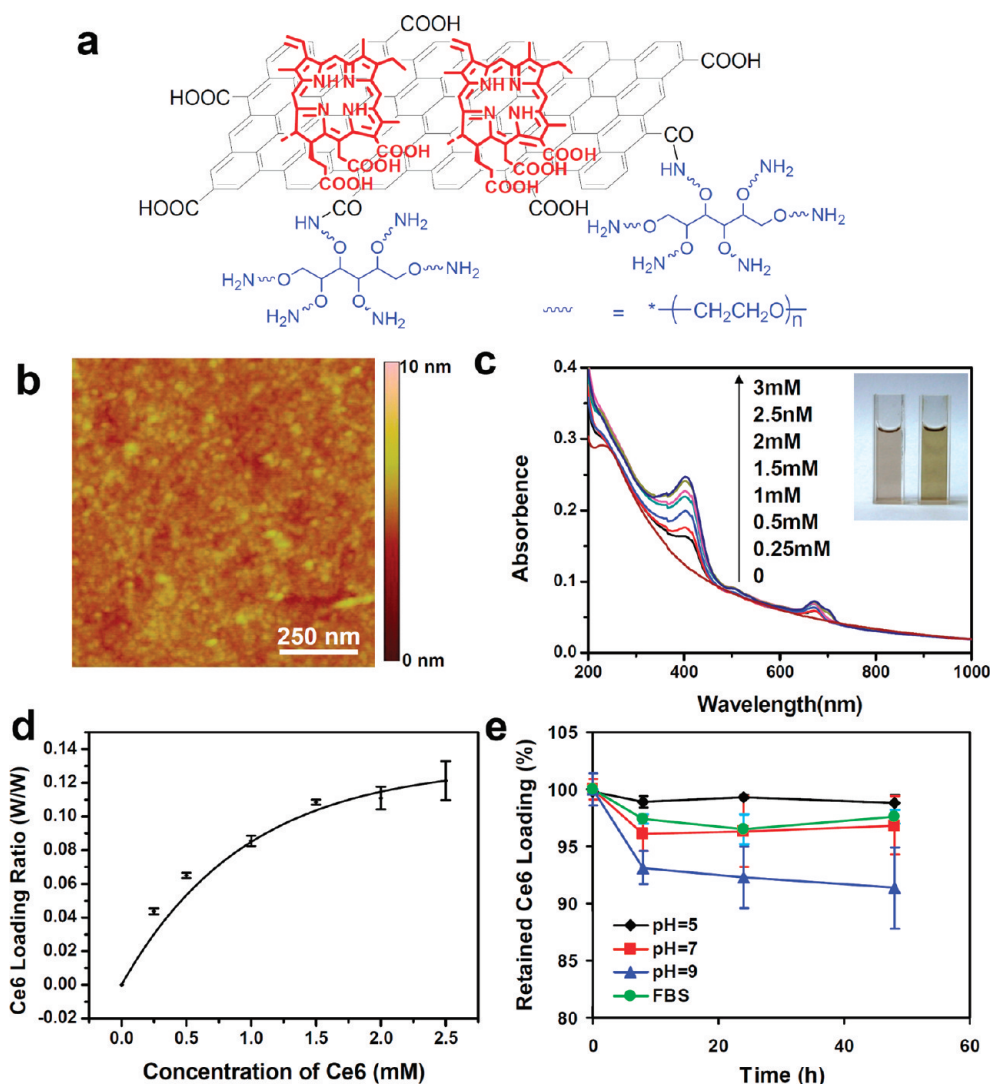 a
COOH
COOH
HOOC
NH N
NH N
N HN
N HN
CO
COOH
COOH
COOH
COOH
COOH
COOH
HN
NH2
HOOC
CO
COOH
O
O
HN
NH2
H2N
O
O
NH2
O
O
O
O
H2N
O
O
NH2
H2N
NH2
O
O
H2N
NH2
= *-(-CH2CH2O-)n-
b
10 nm
250 nm
0 nm
c
Absorbence
0.4
0.3
0.2
0.1
0.0
3mM
2.5nM
2mM
1.5mM
1mM
0.5mM
0.25mM
0
200 400 600 800 1000
Wavelength(nm)
d
Ce6 Loading Ratio (W/W)
0.14
0.12
0.10
0.08
0.06
0.04
0.02
0.00
-0.02
0.0 0.5 1.0 1.5 2.0 2.5
Concentration of Ce6 (mM)
e
Retained Ce6 Loading (%)
105
100
95
90
85
80
pH=5
pH=7
pH=9
FBS
0 20 40 60
Time (h)